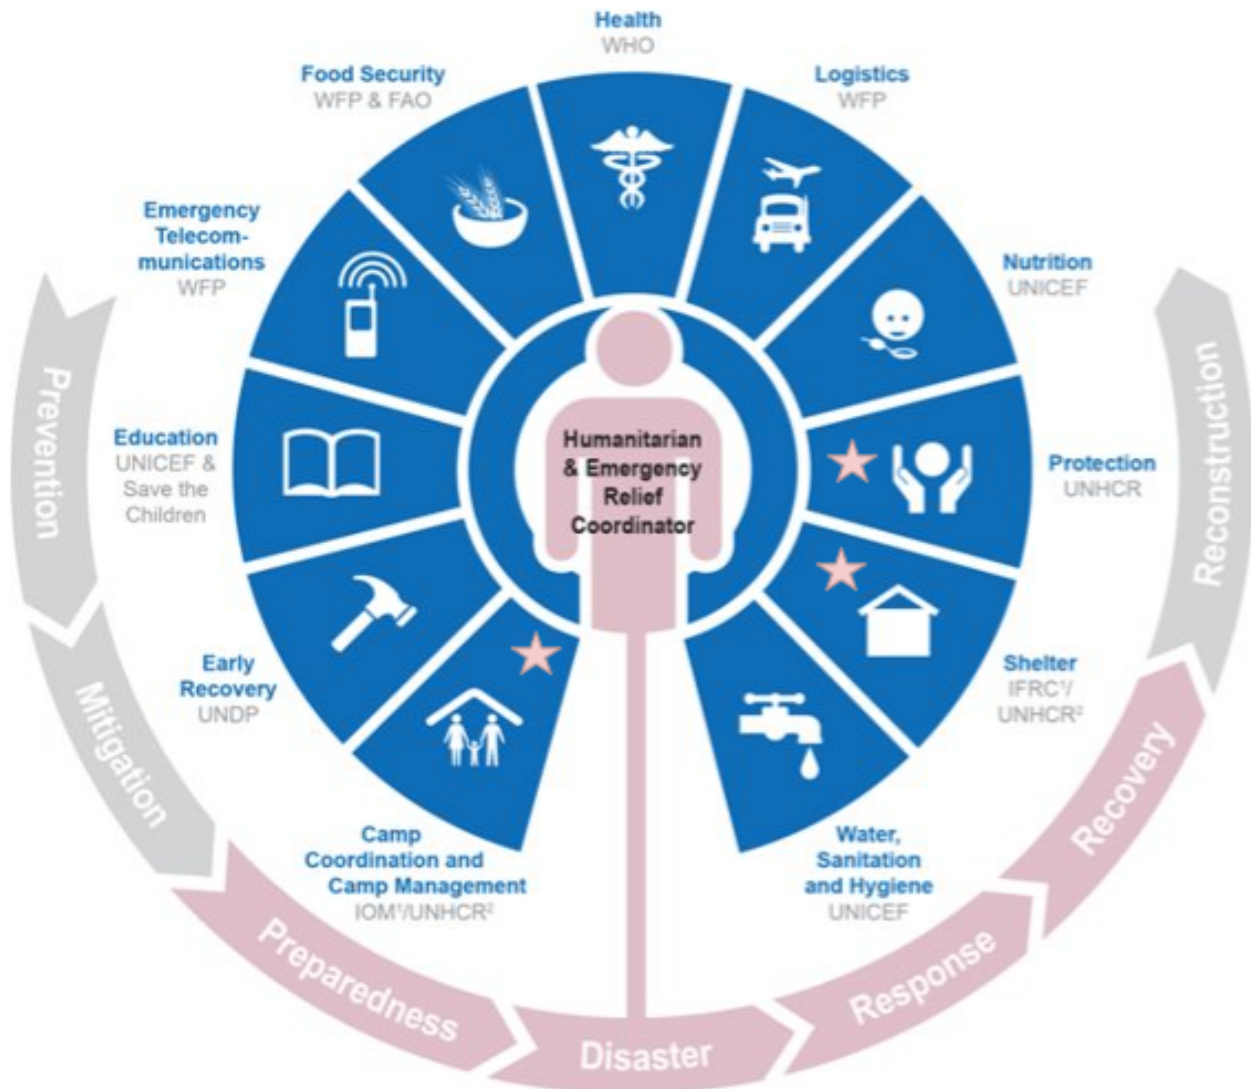 Health
WHO
Logistics
WFP
Nutrition
UNICEF
Protection
UNHCR
Shelter
IFRC¹/
UNHCR²
Water,
Sanitation
and Hygiene
UNICEF
Camp
Coordination and
Camp Management
IOM¹/UNHCR²
Early
Recovery
UNDP
Education
UNICEF &
Save the
Children
Emergency
Telecom-
munications
WFP
Food Security
WFP & FAO
Humanitarian
& Emergency
Relief
Coordinator
Prevention
Mitigation
Preparedness
Disaster
Response
Recovery
Reconstruction